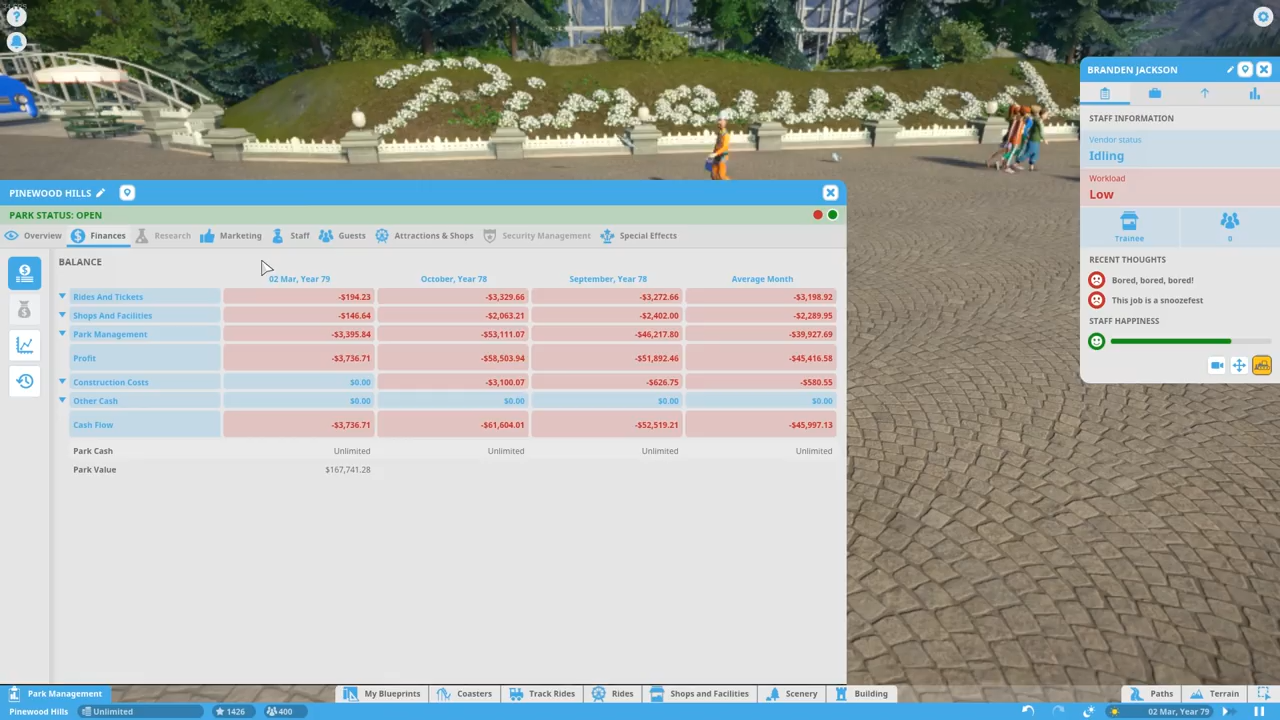 Pinewood
BRANDEN JACKSON
STAFF INFORMATION
Vendor status
Idling
Workload
Low
Trainee
0
RECENT THOUGHTS
Bored, bored, bored!
This job is a snoozefest
STAFF HAPPINESS
PINEWOOD HILLS
PARK STATUS: OPEN
Overview Finances Research Marketing Staff Guests Attractions & Shops Security Management Special Effects
BALANCE
02 Mar, Year 79 October, Year 78 September, Year 78 Average Month
Rides And Tickets -$194.23 -$3,329.66 -$3,272.66 -$3,198.92
Shops And Facilities -$146.64 -$2,063.21 -$2,402.00 -$2,289.95
Park Management -$3,395.84 -$53,111.07 -$46,217.80 -$39,927.69
Profit -$3,736.71 -$58,503.94 -$51,892.46 -$45,416.58
Construction Costs $0.00 -$3,100.07 -$626.75 -$580.55
Other Cash $0.00 $0.00 $0.00 $0.00
Cash Flow -$3,736.71 -$61,604.01 -$52,519.21 -$45,997.13
Park Cash Unlimited Unlimited Unlimited Unlimited
Park Value $167,741.28
Park Management My Blueprints Coasters Track Rides Rides Shops and Facilities Scenery Building Paths Terrain
Pinewood Hills Unlimited 1426 400 02 Mar, Year 79